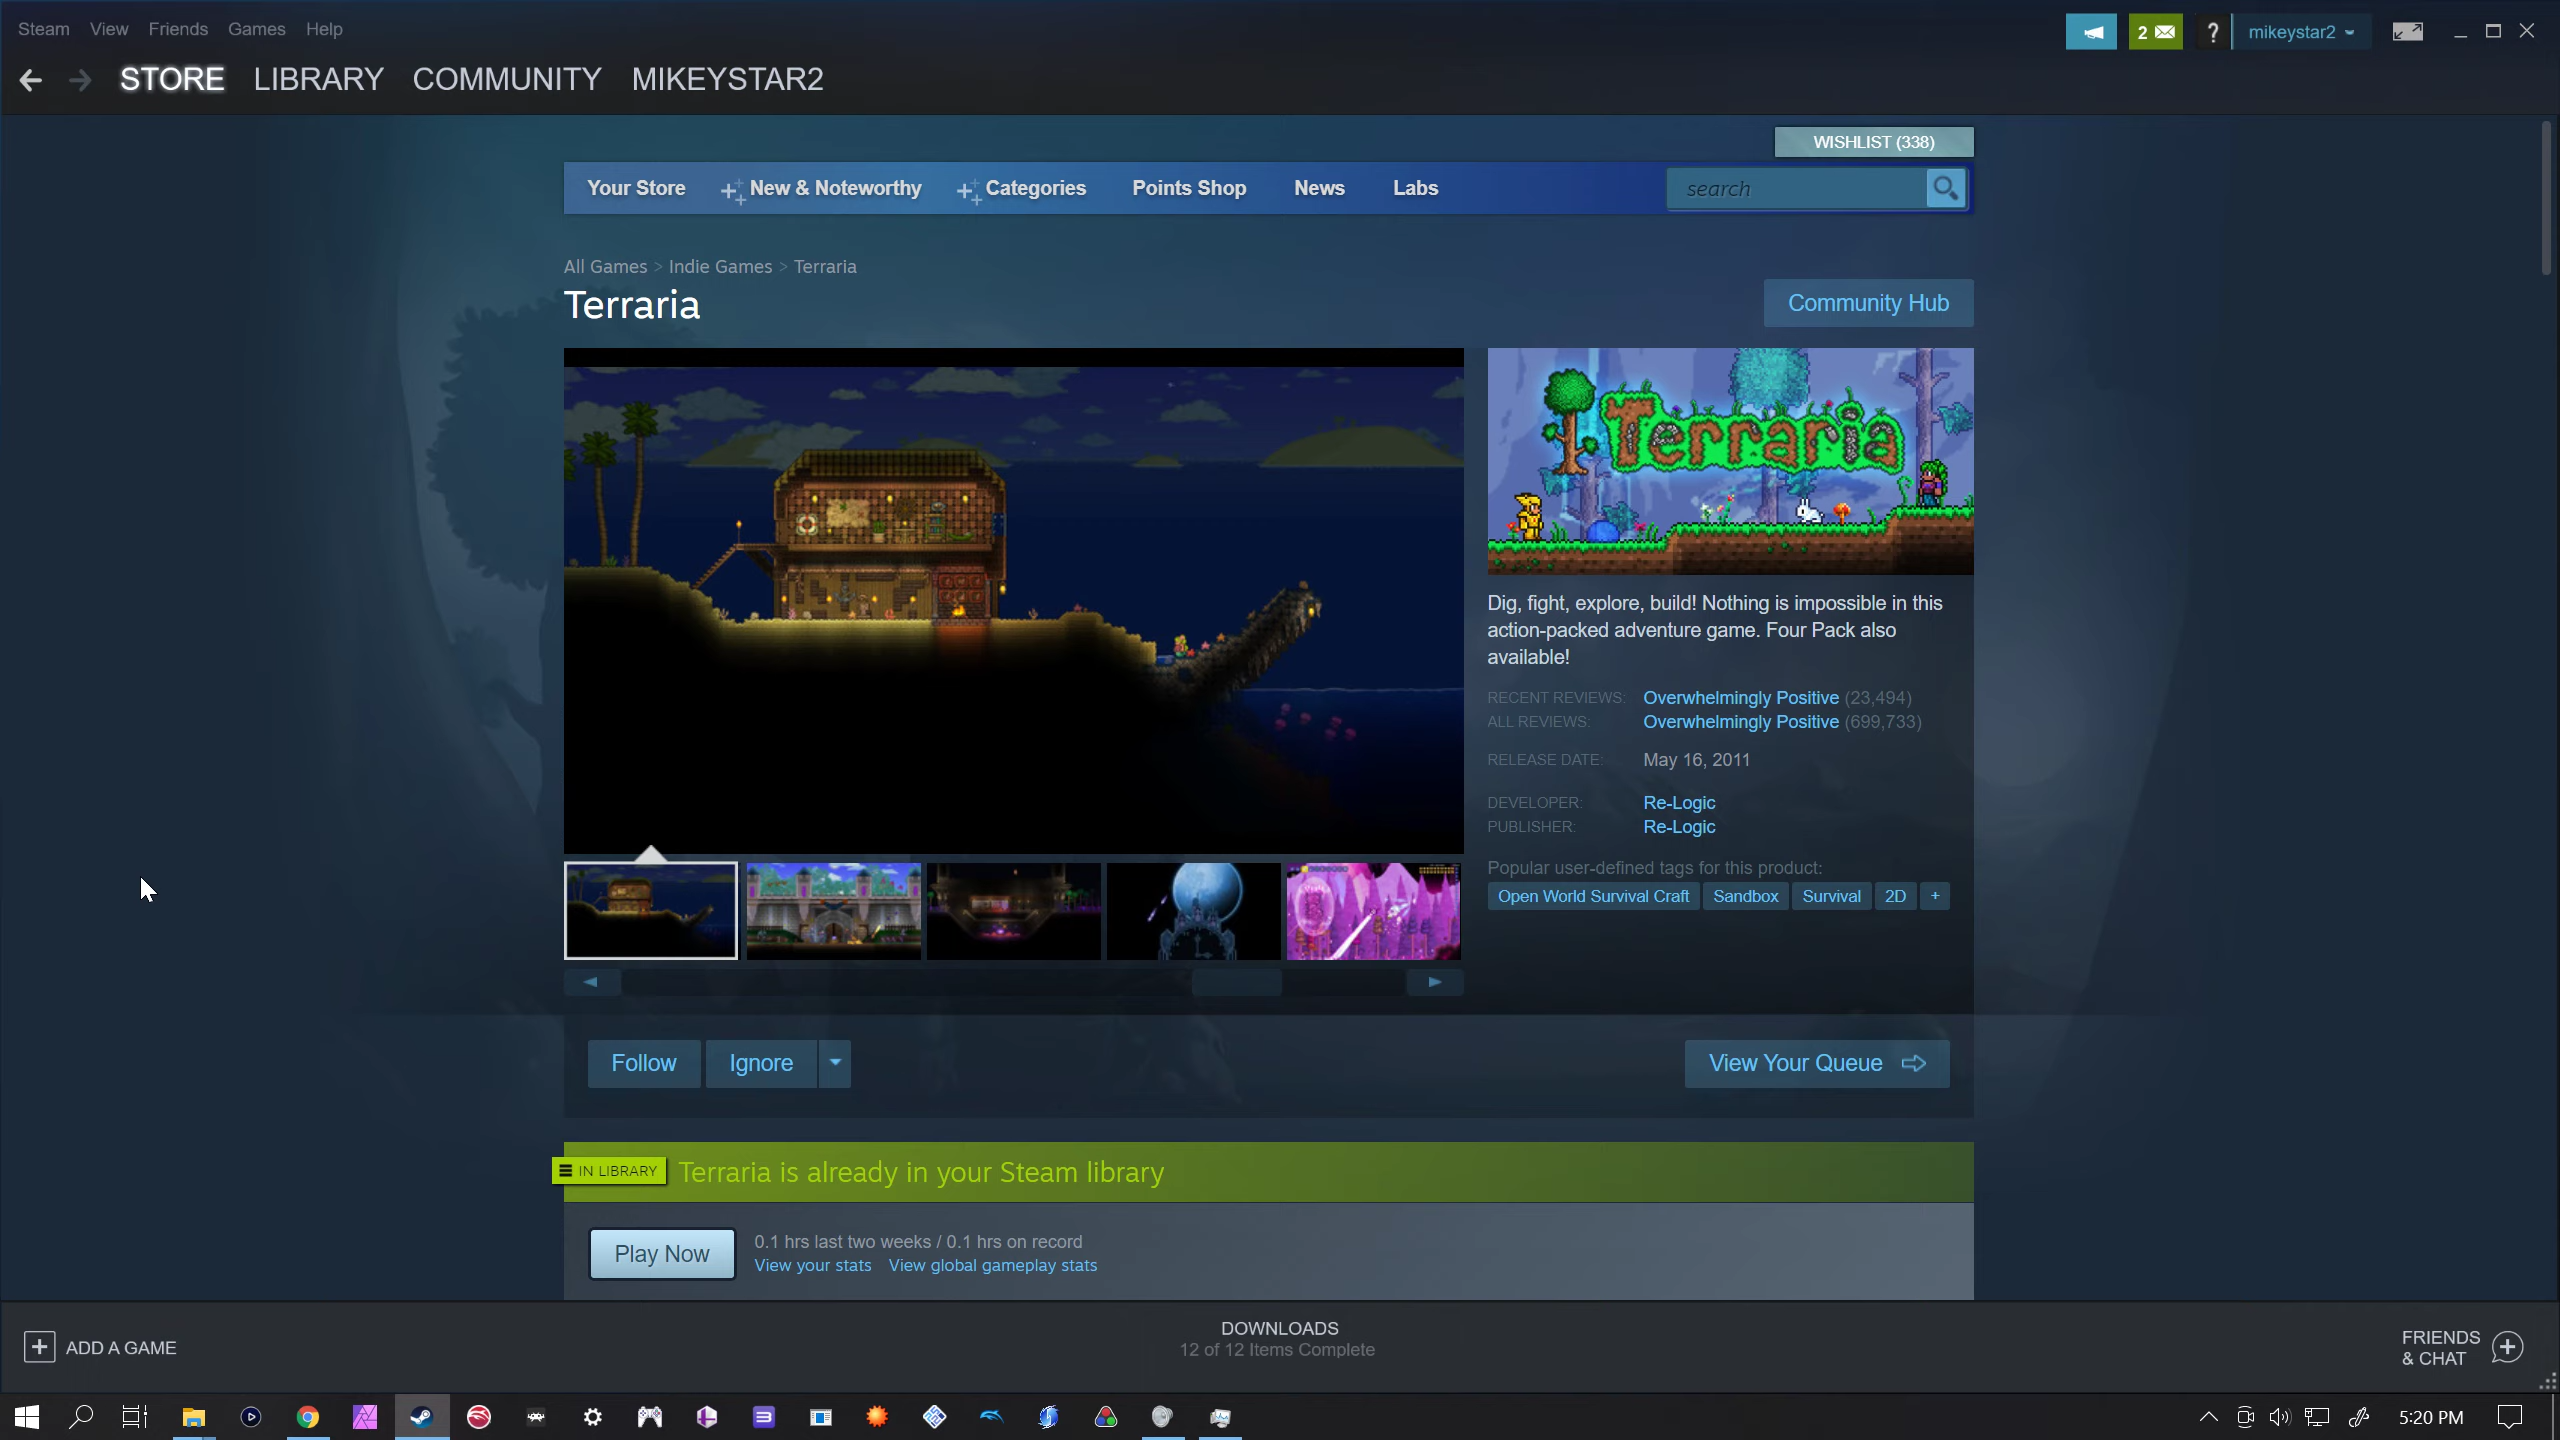 Steam View Friends Games Help
2 ? mikeystar2
STORE LIBRARY COMMUNITY MIKEYSTAR2
WISHLIST (338)
Your Store New & Noteworthy Categories Points Shop News Labs search
All Games > Indie Games > Terraria
Terraria
Community Hub
Terraria
Dig, fight, explore, build! Nothing is impossible in this
action-packed adventure game. Four Pack also
available!
RECENT REVIEWS: Overwhelmingly Positive (23,494)
ALL REVIEWS: Overwhelmingly Positive (699,733)
RELEASE DATE: May 16, 2011
DEVELOPER: Re-Logic
PUBLISHER: Re-Logic
Popular user-defined tags for this product:
Open World Survival Craft Sandbox Survival 2D +
Follow Ignore View Your Queue
IN LIBRARY Terraria is already in your Steam library
Play Now
0.1 hrs last two weeks / 0.1 hrs on record
View your stats View global gameplay stats
ADD A GAME
DOWNLOADS
12 of 12 Items Complete
FRIENDS
& CHAT
5:20 PM